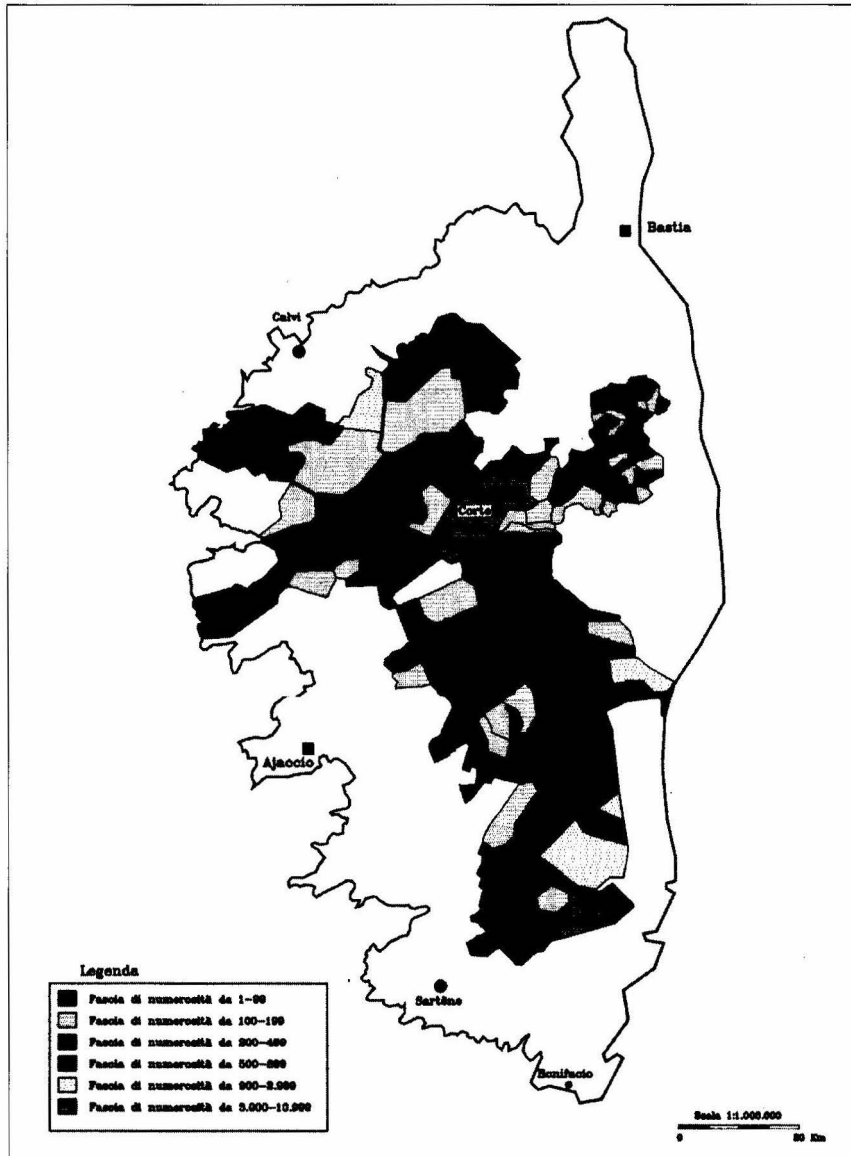 Bastia
Calvi
Corte
Ajaccio
Legenda
Fascia di numerosità da 1-99
Fascia di numerosità da 100-199
Fascia di numerosità da 200-499
Fascia di numerosità da 500-899
Fascia di numerosità da 900-2.999
Fascia di numerosità da 3.000-10.999
Sartène
Bonifacio
Scala 1:1.000.000
0 20 Km